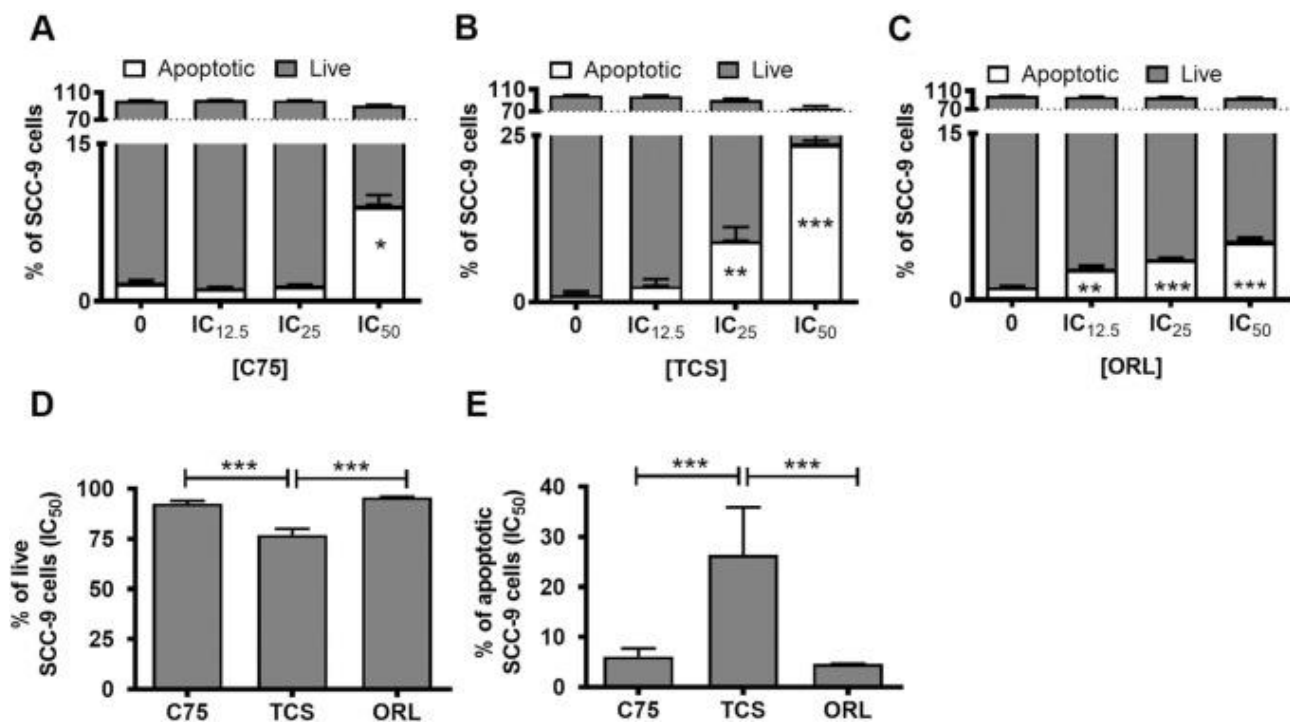 A
Apoptotic Live
110
70
15
0
% of SCC-9 cells
*
0 IC12.5 IC25 IC50
[C75]
B
Apoptotic Live
110
70
25
0
% of SCC-9 cells
**
***
0 IC12.5 IC25 IC50
[TCS]
C
Apoptotic Live
110
70
15
0
% of SCC-9 cells
**
***
***
0 IC12.5 IC25 IC50
[ORL]
D
*** ***
100
75
50
25
0
% of live
SCC-9 cells (IC50)
C75 TCS ORL
E
*** ***
40
30
20
10
0
% of apoptotic
SCC-9 cells (IC50)
C75 TCS ORL